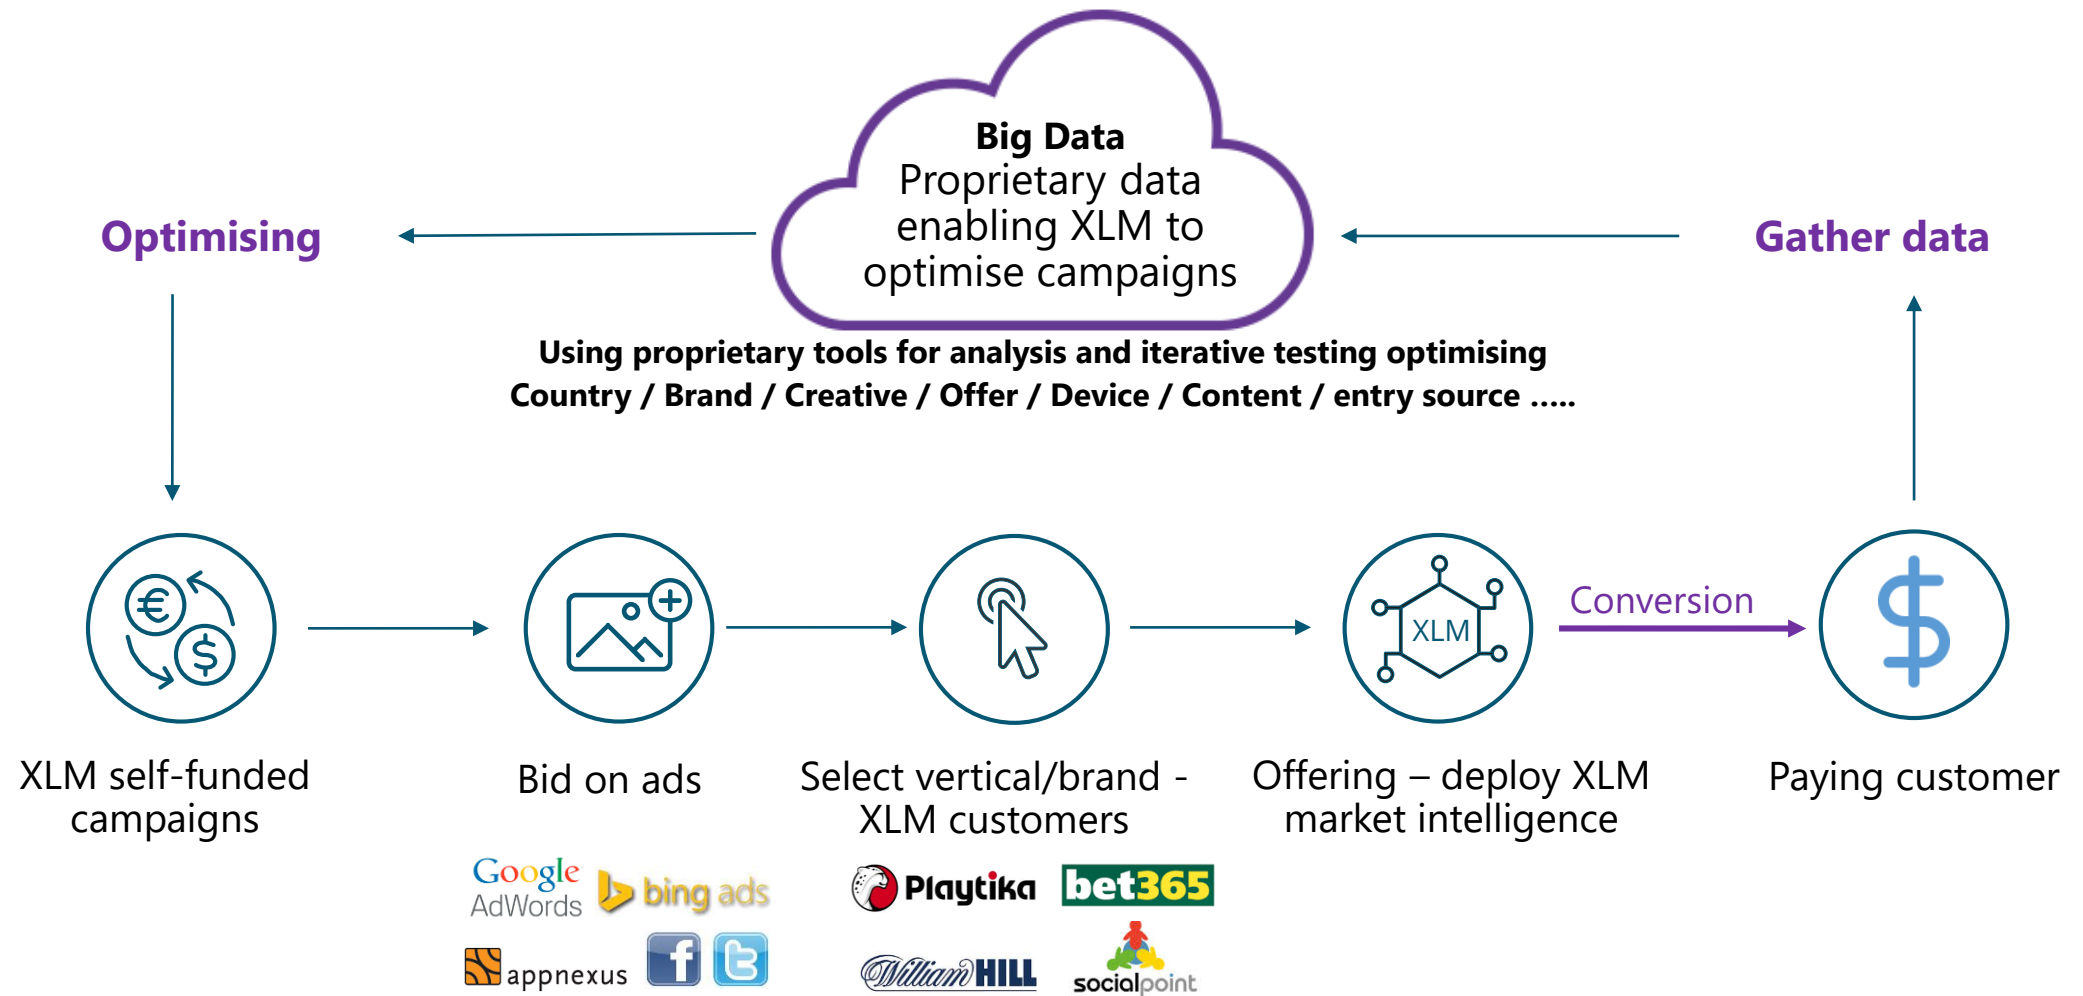 Big Data
Proprietary data
enabling XLM to
optimise campaigns
Optimising
Gather data
Using proprietary tools for analysis and iterative testing optimising
Country / Brand / Creative / Offer / Device / Content / entry source .....
€
$
XLM
Conversion
$
XLM self-funded
campaigns
Bid on ads
Select vertical/brand -
XLM customers
Offering – deploy XLM
market intelligence
Paying customer
Google
AdWords
bing ads
appnexus
f
t
Playtika
bet365
William HILL
socialpoint